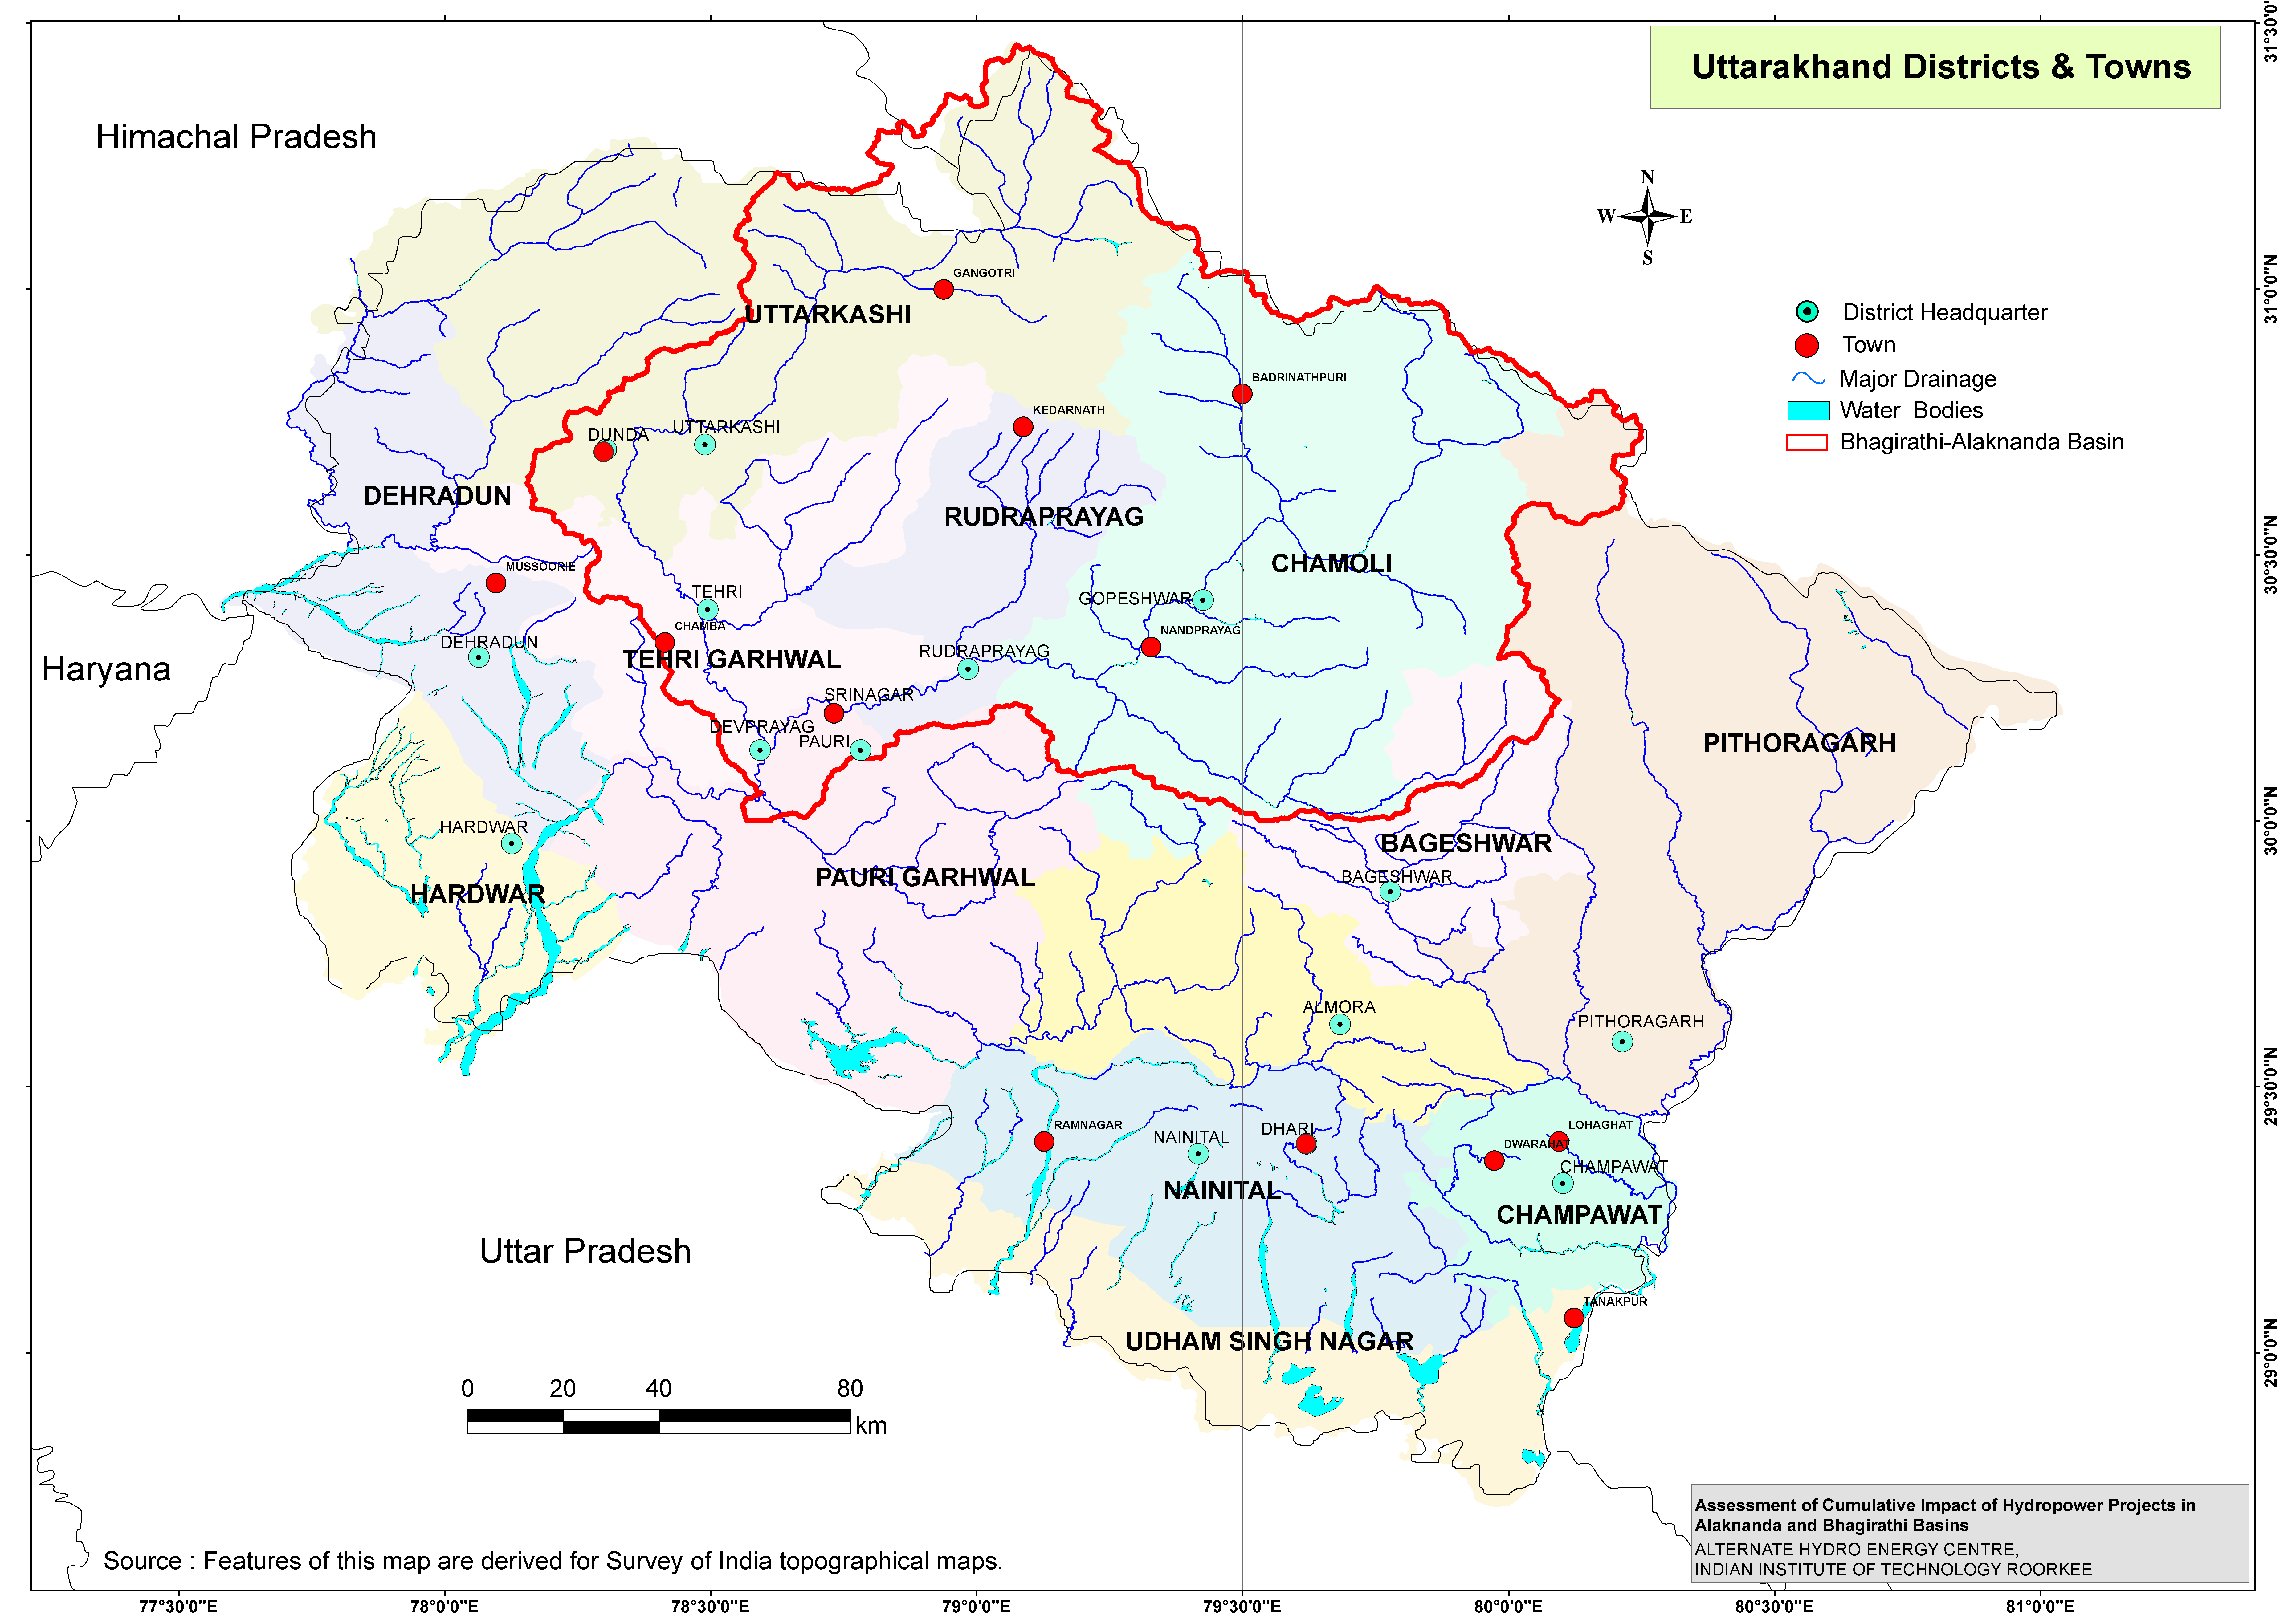 Uttarakhand Districts & Towns
Himachal Pradesh
N
W E
S
31°30'0"N
GANGOTRI
31°0'0"N
UTTARKASHI
District Headquarter
Town
Major Drainage
Water Bodies
Bhagirathi-Alaknanda Basin
BADRINATHPURI
KEDARNATH
DUNDA
UTTARKASHI
DEHRADUN
RUDRAPRAYAG
CHAMOLI
30°30'0"N
MUSSOORIE
TEHRI
GOPESHWAR
CHAMBA
NANDPRAYAG
DEHRADUN
Haryana
TEHRI GARHWAL
RUDRAPRAYAG
SRINAGAR
DEVPRAYAG
PAURI
PITHORAGARH
30°0'0"N
HARDWAR
BAGESHWAR
HARDWAR
PAURI GARHWAL
BAGESHWAR
ALMORA
PITHORAGARH
29°30'0"N
RAMNAGAR
NAINITAL
DHARI
LOHAGHAT
DWARAHAT
CHAMPAWAT
NAINITAL
CHAMPAWAT
Uttar Pradesh
TANAKPUR
UDHAM SINGH NAGAR
29°0'0"N
0 20 40 80
km
Assessment of Cumulative Impact of Hydropower Projects in
Alaknanda and Bhagirathi Basins
ALTERNATE HYDRO ENERGY CENTRE,
INDIAN INSTITUTE OF TECHNOLOGY ROORKEE
Source : Features of this map are derived for Survey of India topographical maps.
77°30'0"E 78°0'0"E 78°30'0"E 79°0'0"E 79°30'0"E 80°0'0"E 80°30'0"E 81°0'0"E